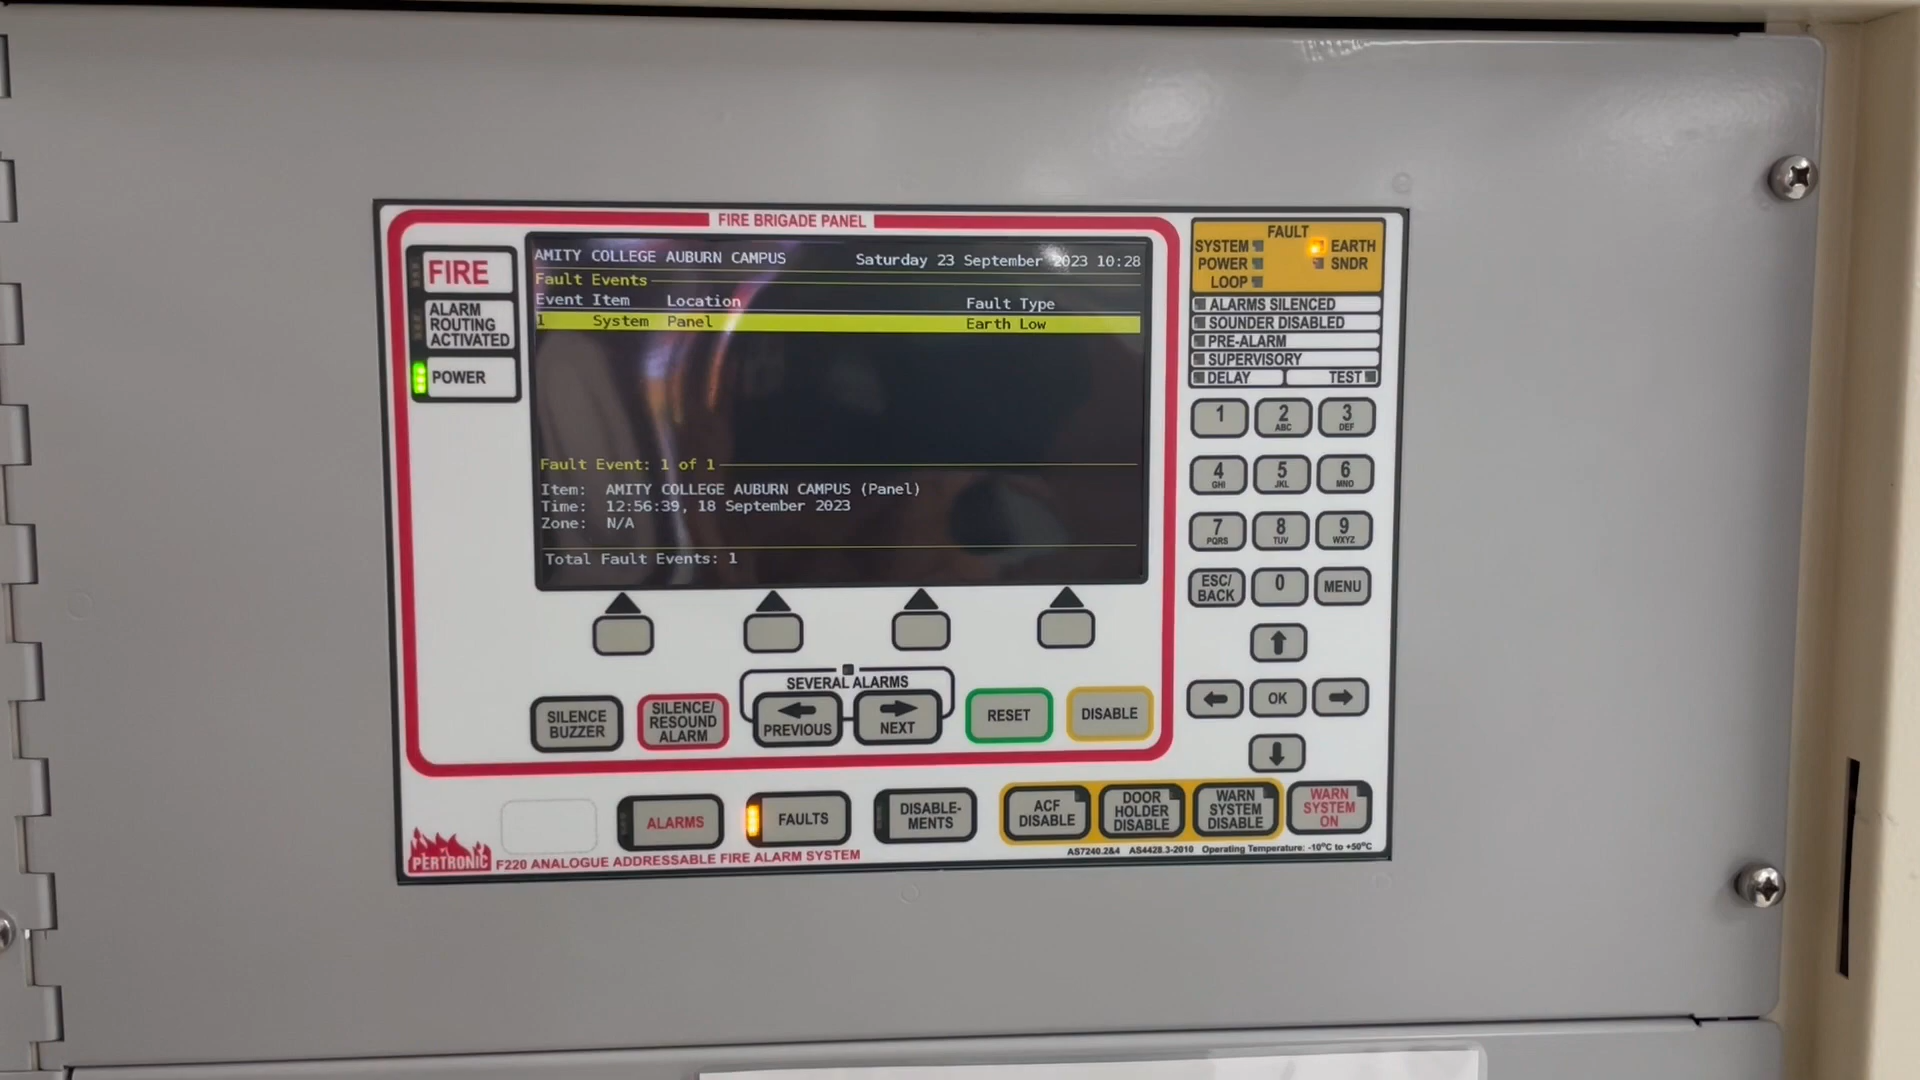 FIRE BRIGADE PANEL
FIRE
ALARM
ROUTING
ACTIVATED
POWER
AMITY COLLEGE AUBURN CAMPUS Saturday 23 September 2023 10:28
Fault Events
Event Item Location Fault Type
1 System Panel Earth Low
Fault Event: 1 of 1
Item: AMITY COLLEGE AUBURN CAMPUS (Panel)
Time: 12:56:39, 18 September 2023
Zone: N/A
Total Fault Events: 1
FAULT
SYSTEM EARTH
POWER SNDR
LOOP
ALARMS SILENCED
SOUNDER DISABLED
PRE-ALARM
SUPERVISORY
DELAY TEST
1 2 ABC 3 DEF
4 GHI 5 JKL 6 MNO
7 PQRS 8 TUV 9 WXYZ
ESC/
BACK
0
MENU
OK
SILENCE
BUZZER
SILENCE/
RESOUND
ALARM
SEVERAL ALARMS
PREVIOUS
NEXT
RESET
DISABLE
ALARMS
FAULTS
DISABLE-
MENTS
ACF
DISABLE
DOOR
HOLDER
DISABLE
WARN
SYSTEM
DISABLE
WARN
SYSTEM
ON
PERTRONIC F220 ANALOGUE ADDRESSABLE FIRE ALARM SYSTEM
AS7240.2&4 AS4428.3-2010 Operating Temperature: -10°C to +50°C